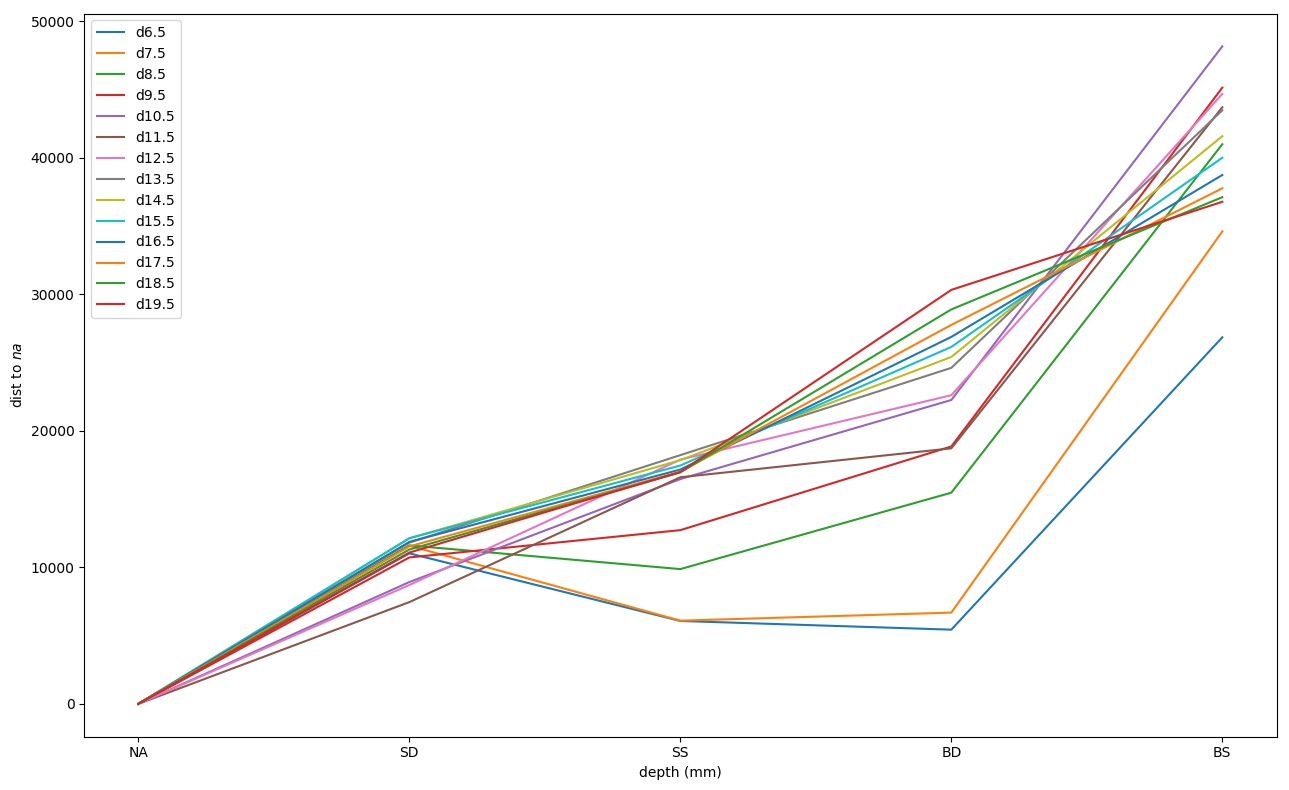 50000
40000
30000
20000
10000
0
dist to na
d6.5
d7.5
d8.5
d9.5
d10.5
d11.5
d12.5
d13.5
d14.5
d15.5
d16.5
d17.5
d18.5
d19.5
NA SD SS BD BS
depth (mm)